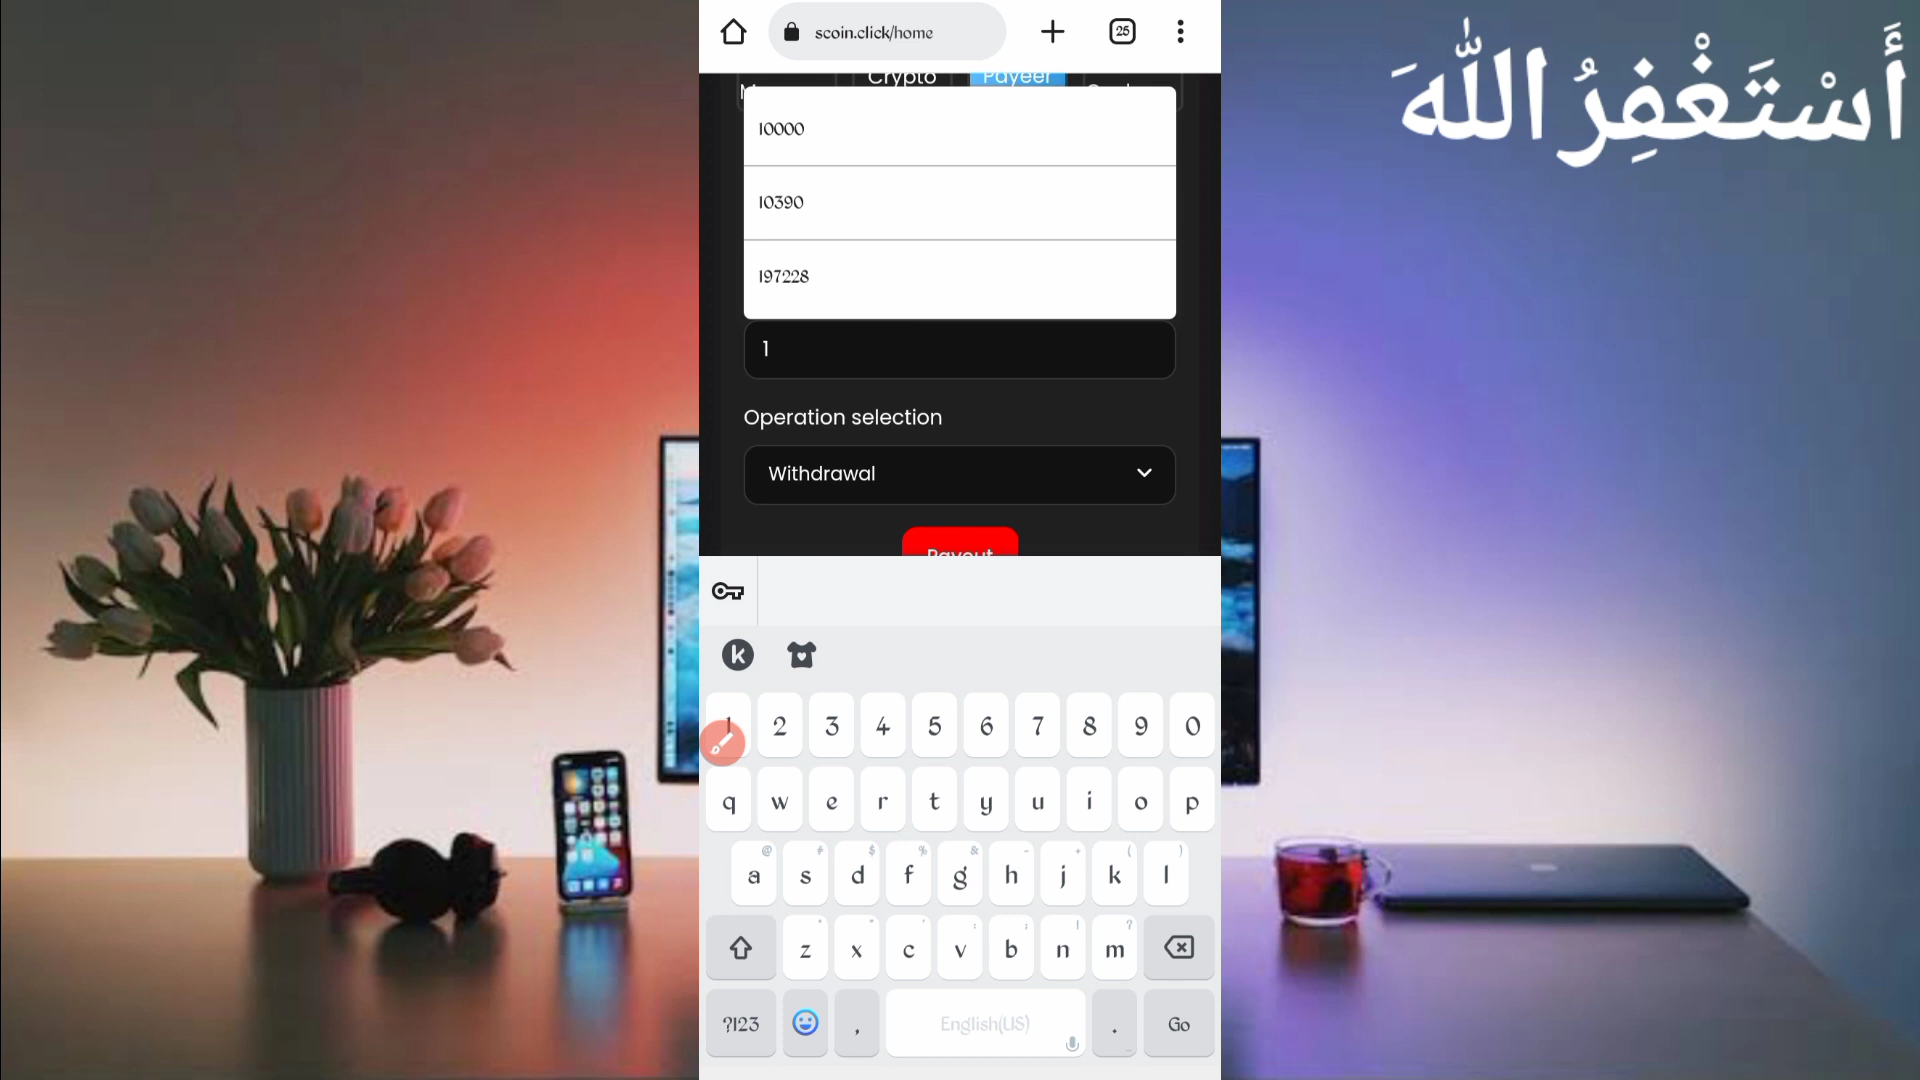 scoin.click/home
25
أَسْتَغْفِرُ اللّٰهَ
Crypto
Payeer
10000
10390
197228
1
Operation selection
Withdrawal
Payout
1 2 3 4 5 6 7 8 9 0
q w e r t y u i o p
@ # $ % & - + ( )
a s d f g h j k l
z x c v b n m
?123 , English(US) . Go